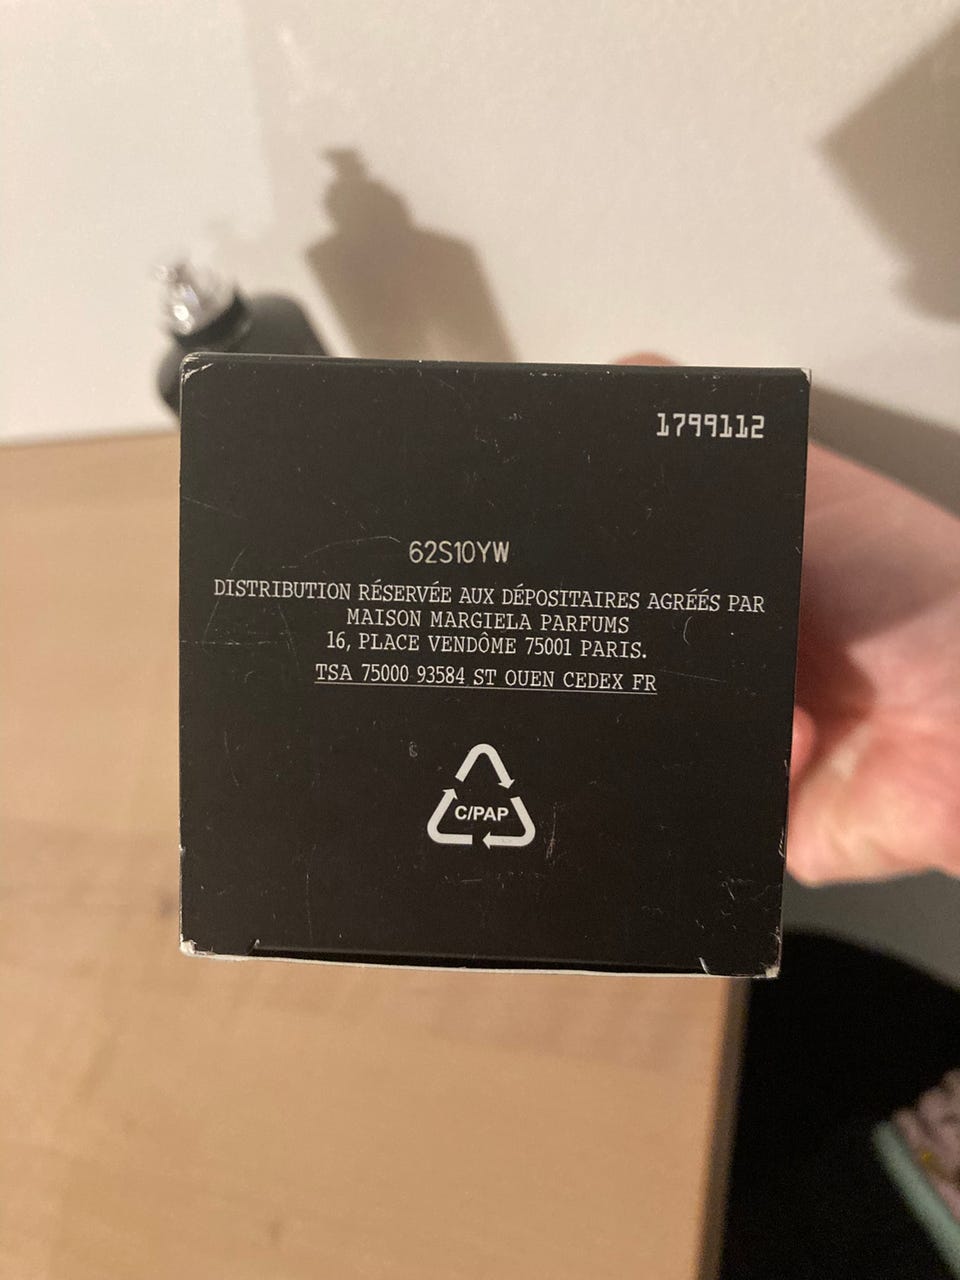 1799112
62S10YW
DISTRIBUTION RÉSERVÉE AUX DÉPOSITAIRES AGRÉÉS PAR
MAISON MARGIELA PARFUMS
16, PLACE VENDÔME 75001 PARIS.
TSA 75000 93584 ST OUEN CEDEX FR
C/PAP